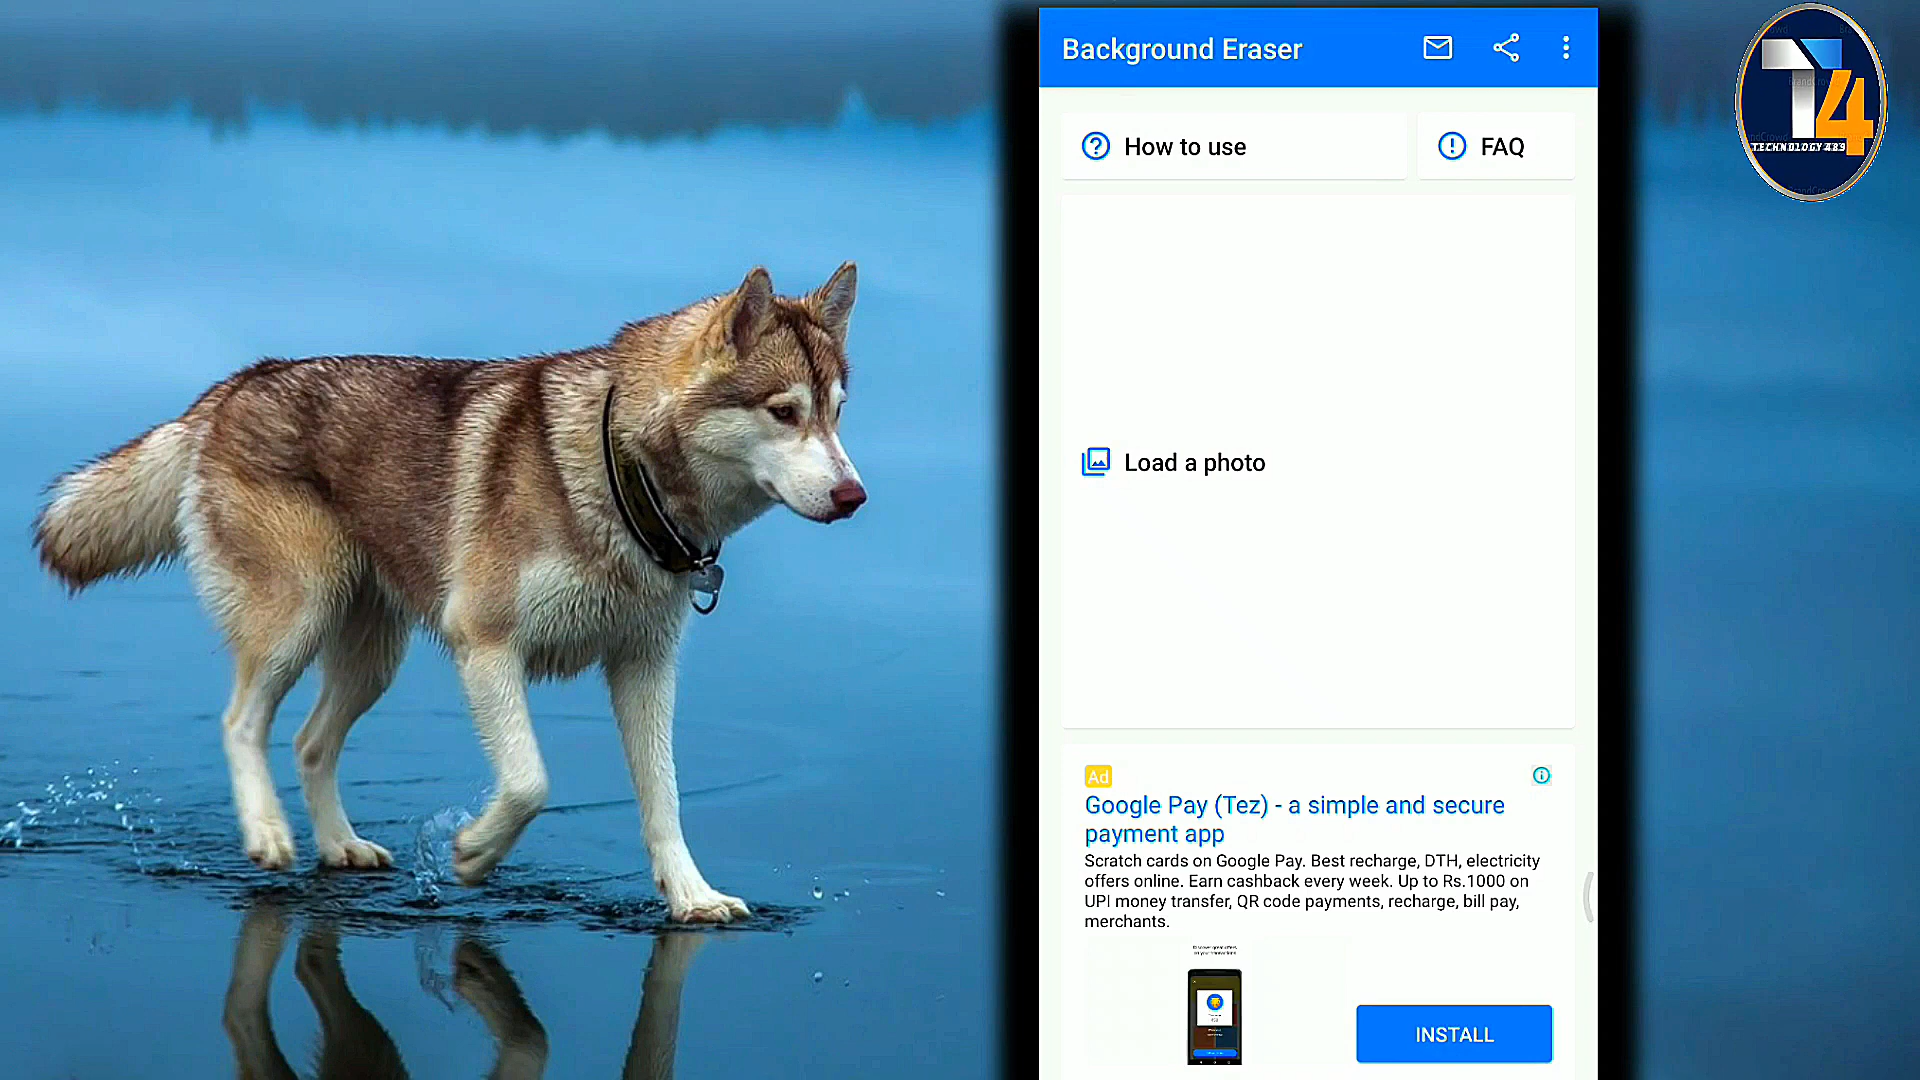 Background Eraser
How to use
FAQ
Load a photo
Ad
Google Pay (Tez) - a simple and secure
payment app
Scratch cards on Google Pay. Best recharge, DTH, electricity
offers online. Earn cashback every week. Up to Rs.1000 on
UPI money transfer, QR code payments, recharge, bill pay,
merchants.
INSTALL
T4
TECHNOLOGY 489